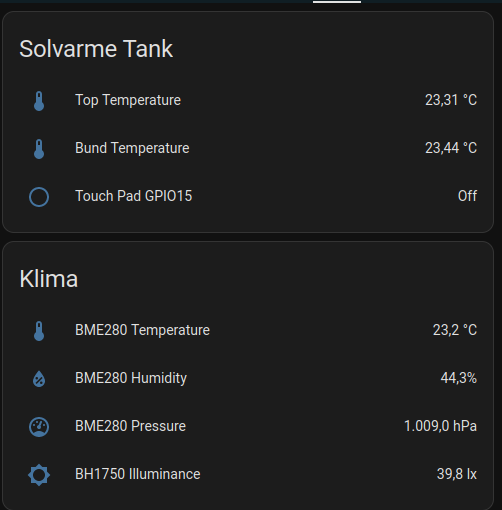 Solvarme Tank
Top Temperature 23,31 °C
Bund Temperature 23,44 °C
Touch Pad GPIO15 Off
Klima
BME280 Temperature 23,2 °C
BME280 Humidity 44,3%
BME280 Pressure 1.009,0 hPa
BH1750 Illuminance 39,8 lx